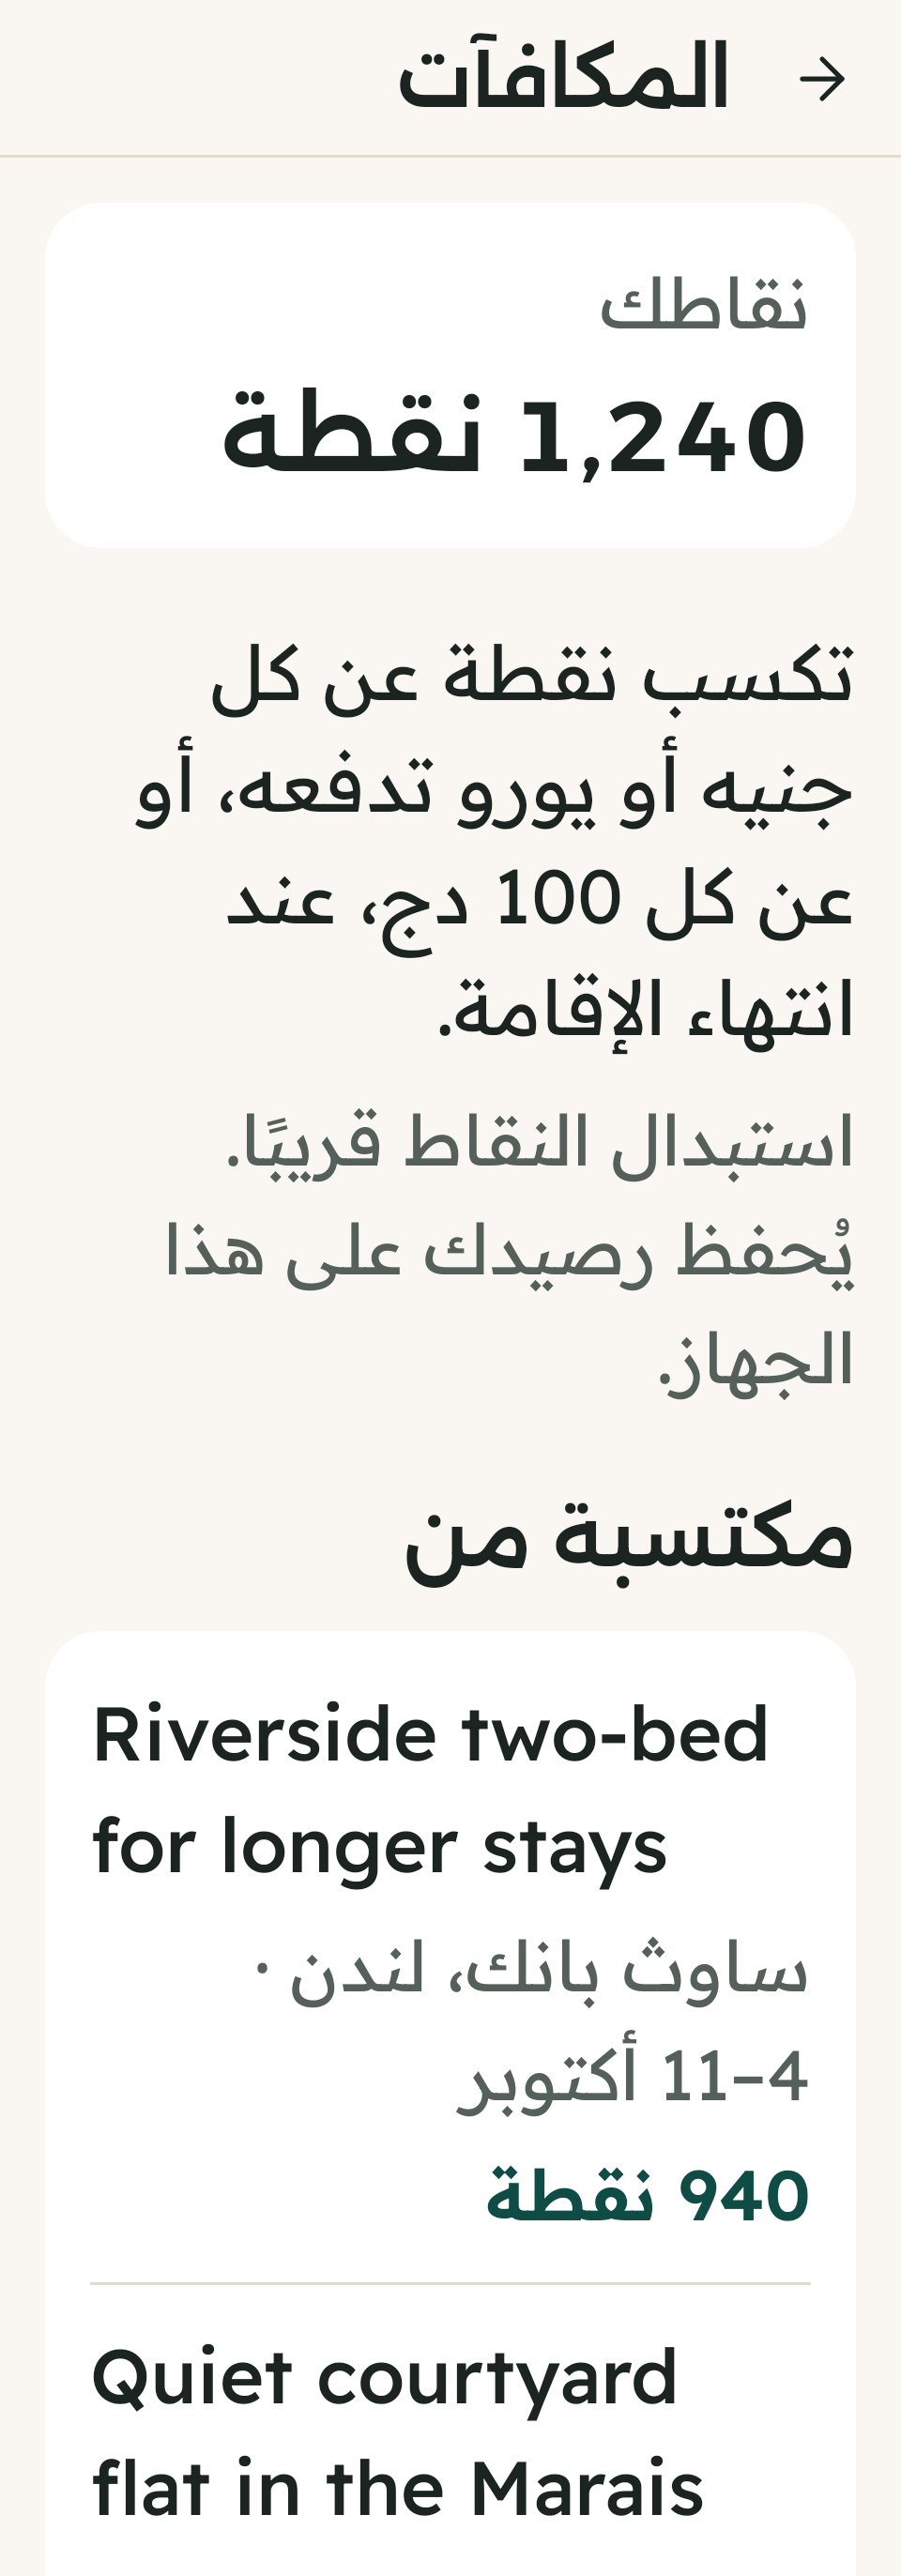 المكافآت
نقاطك
1,240 نقطة
تكسب نقطة عن كل
جنيه أو يورو تدفعه، أو
عن كل 100 دج، عند
انتهاء الإقامة.
استبدال النقاط قريبًا.
يُحفظ رصيدك على هذا
الجهاز.
مكتسبة من
Riverside two-bed
for longer stays
ساوث بانك، لندن ·
4–11 أكتوبر
940 نقطة
Quiet courtyard
flat in the Marais